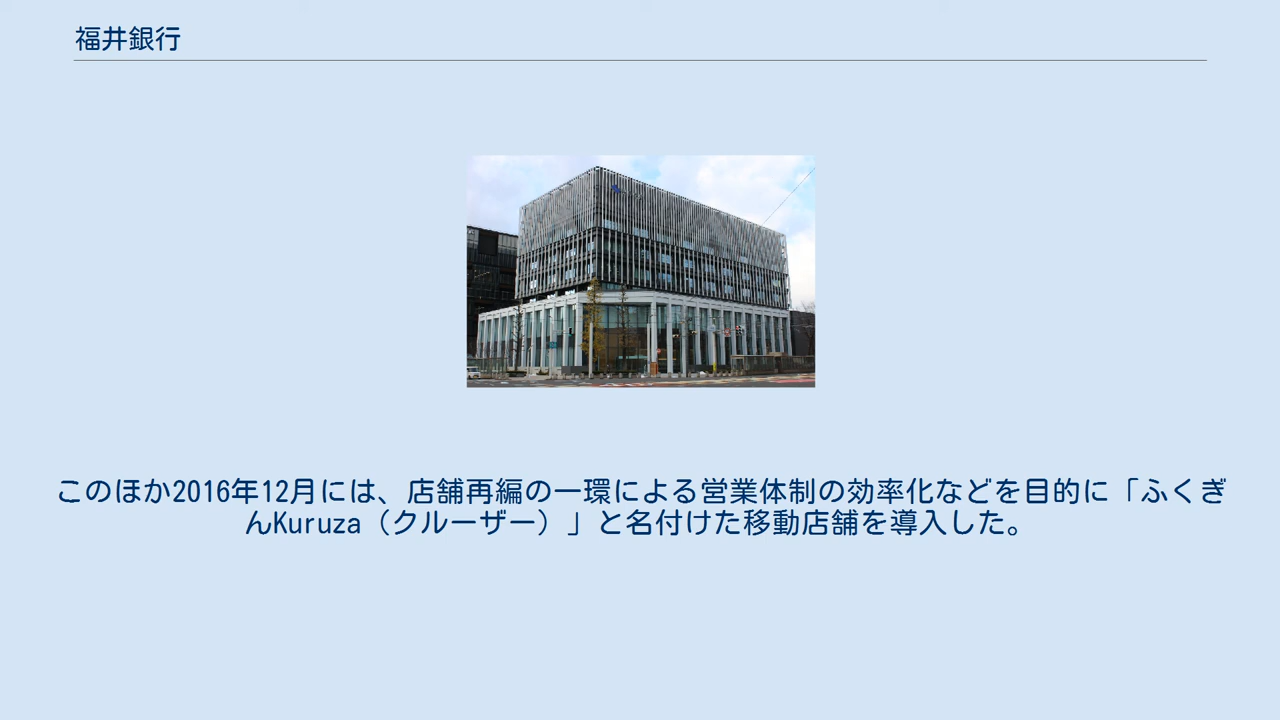 福井銀行
このほか2016年12月には、店舗再編の一環による営業体制の効率化などを目的に「ふくぎ
んKuruza（クルーザー）」と名付けた移動店舗を導入した。